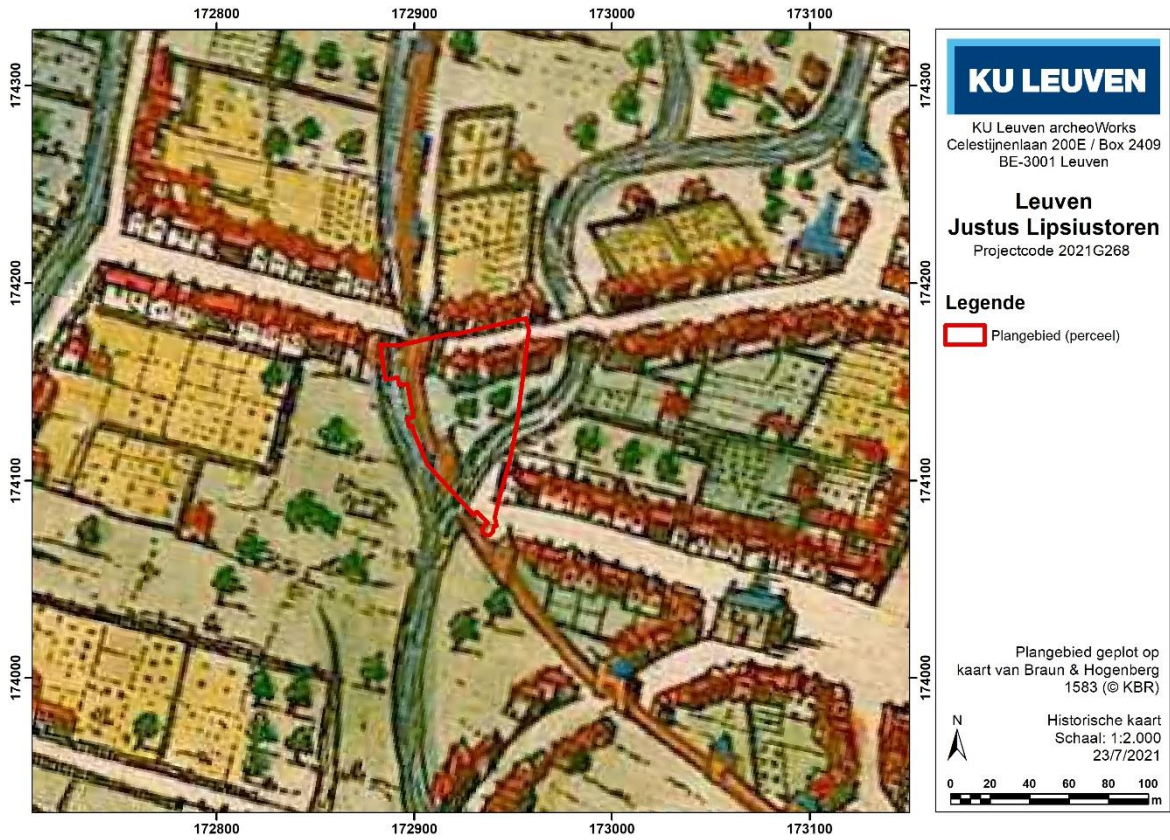 172800 172900 173000 173100
174300
174200
174100
174000
174300
174200
174100
174000
172800 172900 173000 173100
KU LEUVEN
KU Leuven archeoWorks
Celestijnenlaan 200E / Box 2409
BE-3001 Leuven
Leuven
Justus Lipsiustoren
Projectcode 2021G268
Legende
Plangebied (perceel)
Plangebied geplot op
kaart van Braun & Hogenberg
1583 (© KBR)
N
Historische kaart
Schaal: 1:2.000
23/7/2021
0 20 40 60 80 100
m